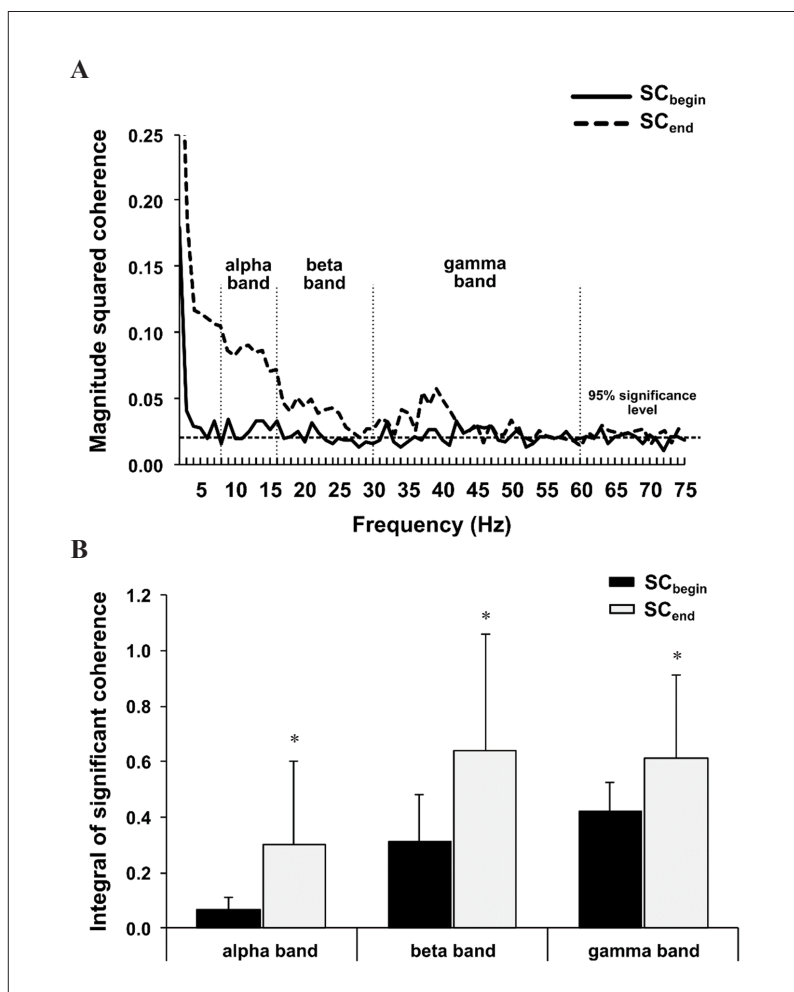 A
SCbegin
SCend
Magnitude squared coherence
0.25
0.20
0.15
0.10
0.05
0.00
alpha band
beta band
gamma band
95% significance level
5 10 15 20 25 30 35 40 45 50 55 60 65 70 75
Frequency (Hz)
B
SCbegin
SCend
Integral of significant coherence
1.2
1.0
0.8
0.6
0.4
0.2
0.0
*
*
*
alpha band
beta band
gamma band